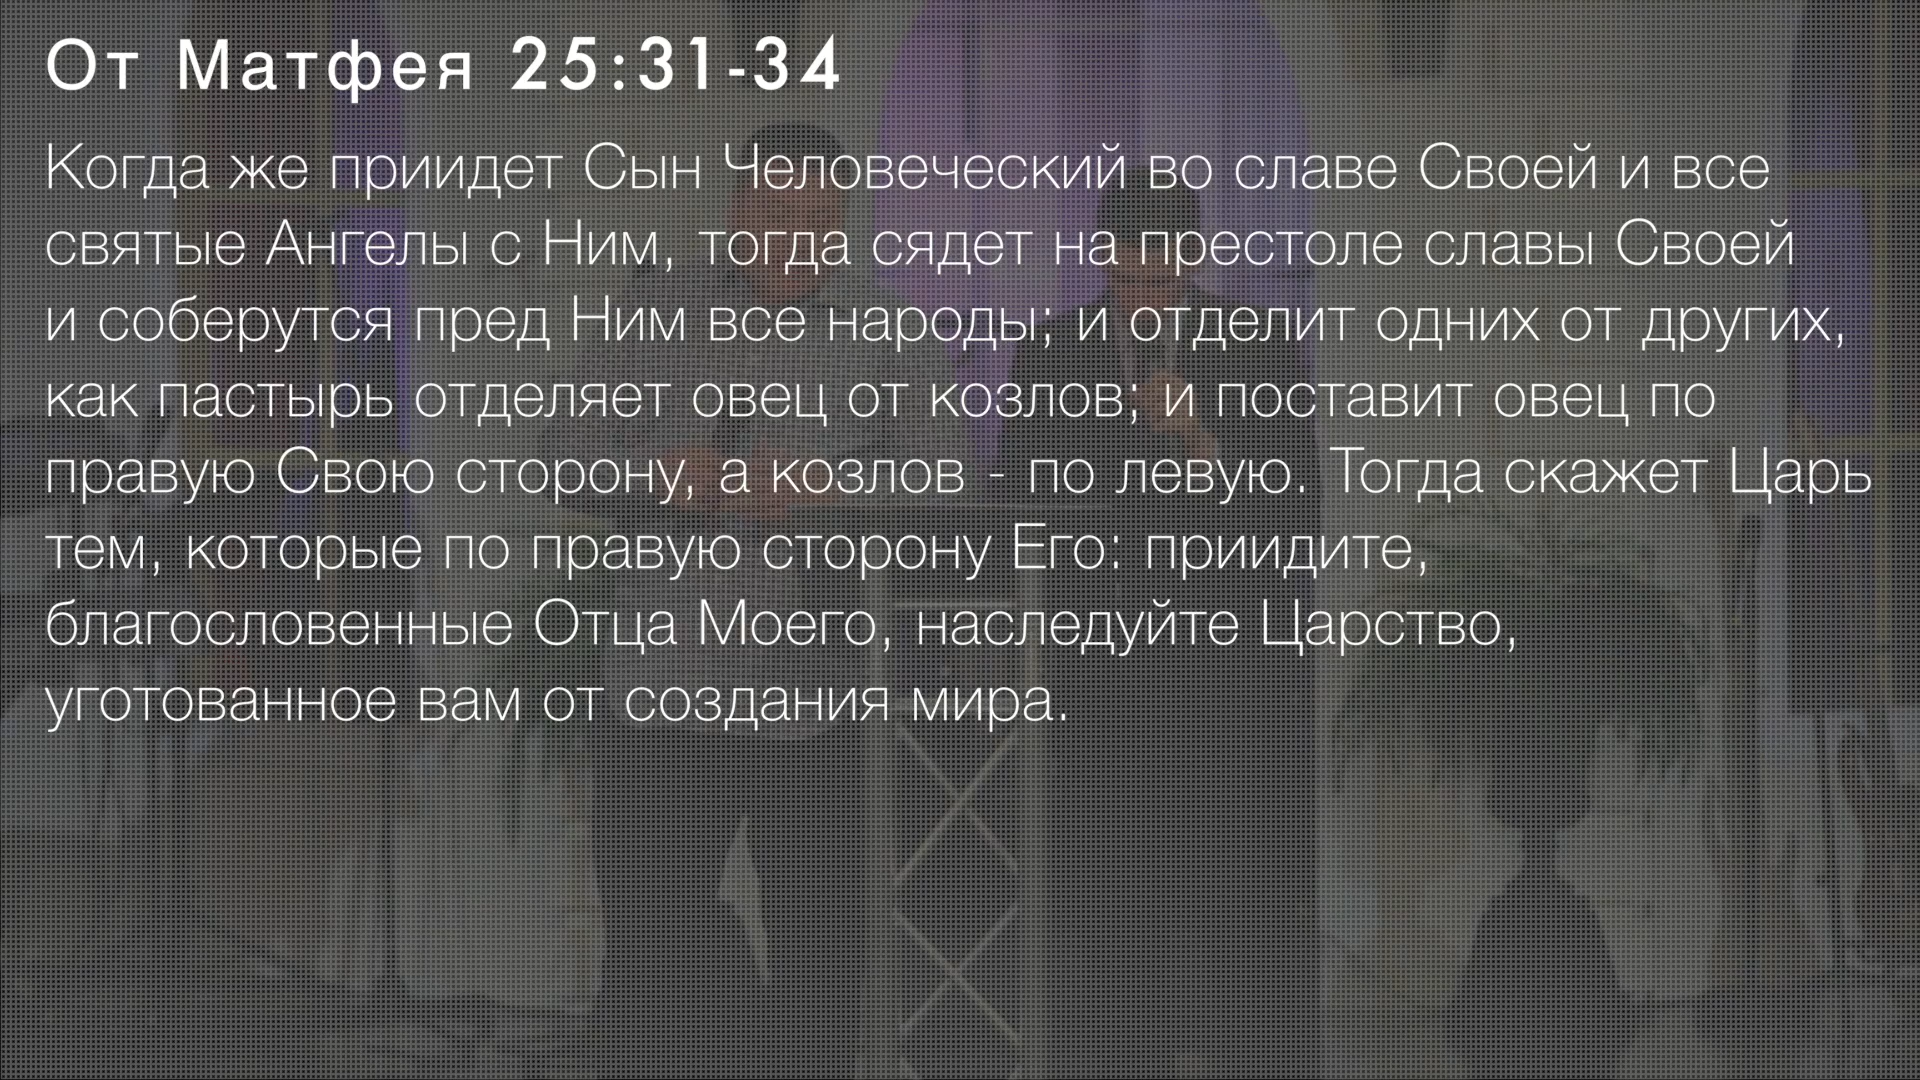 От Матфея 25:31-34
Когда же приидет Сын Человеческий во славе Своей и все
святые Ангелы с Ним, тогда сядет на престоле славы Своей
и соберутся пред Ним все народы; и отделит одних от других,
как пастырь отделяет овец от козлов; и поставит овец по
правую Свою сторону, а козлов - по левую. Тогда скажет Царь
тем, которые по правую сторону Его: приидите,
благословенные Отца Моего, наследуйте Царство,
уготованное вам от создания мира.